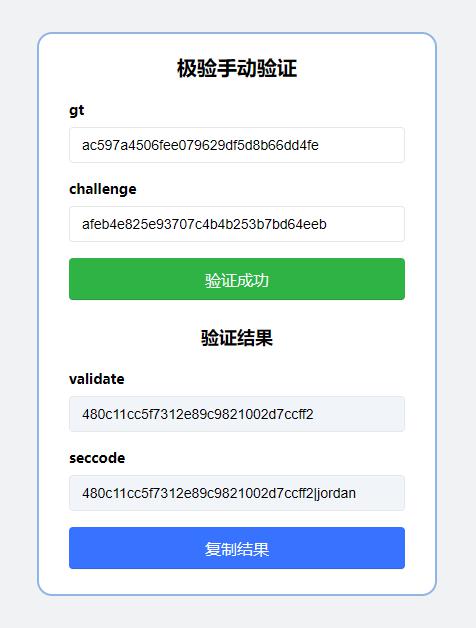 极验手动验证
gt
ac597a4506fee079629df5d8b66dd4fe
challenge
afeb4e825e93707c4b4b253b7bd64eeb
验证成功
验证结果
validate
480c11cc5f7312e89c9821002d7ccff2
seccode
480c11cc5f7312e89c9821002d7ccff2|jordan
复制结果